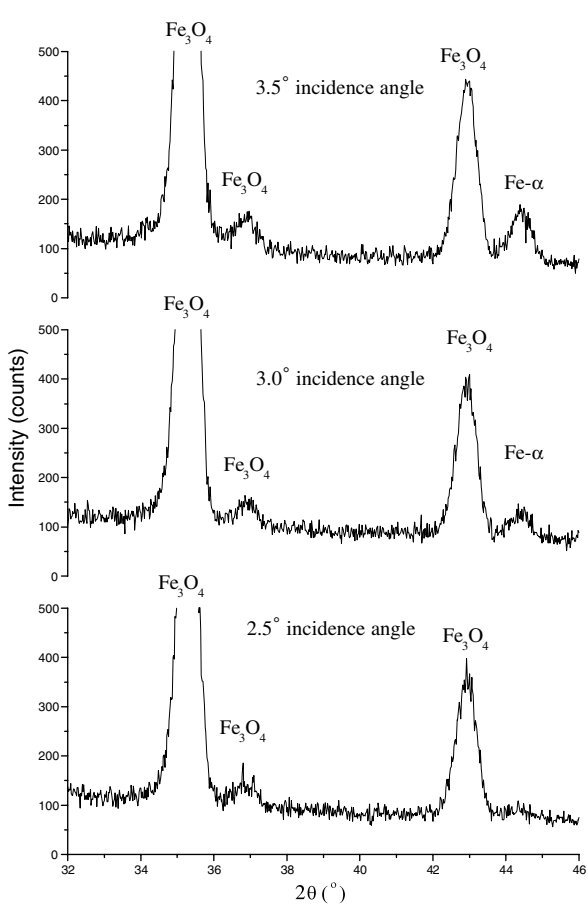 Fe3O4
500
Fe3O4
3.5° incidence angle
400
300
Fe3O4
Fe-α
200
100
0
Fe3O4
500
Fe3O4
3.0° incidence angle
400
300
Fe3O4
Fe-α
200
100
0
Fe3O4
500
2.5° incidence angle
Fe3O4
400
300
Fe3O4
200
100
0
32 34 36 38 40 42 44 46
2θ (°)
Intensity (counts)